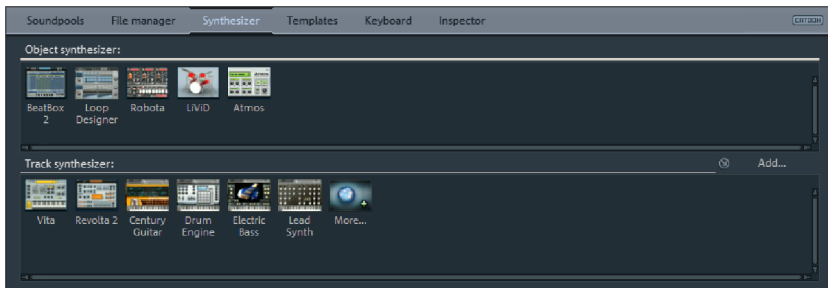 Soundpools File manager Synthesizer Templates Keyboard Inspector
Object synthesizer:
BeatBox 2 Loop Designer Robota LiViD Atmos
Track synthesizer: Add...
Vita Revolta 2 Century Guitar Drum Engine Electric Bass Lead Synth More...